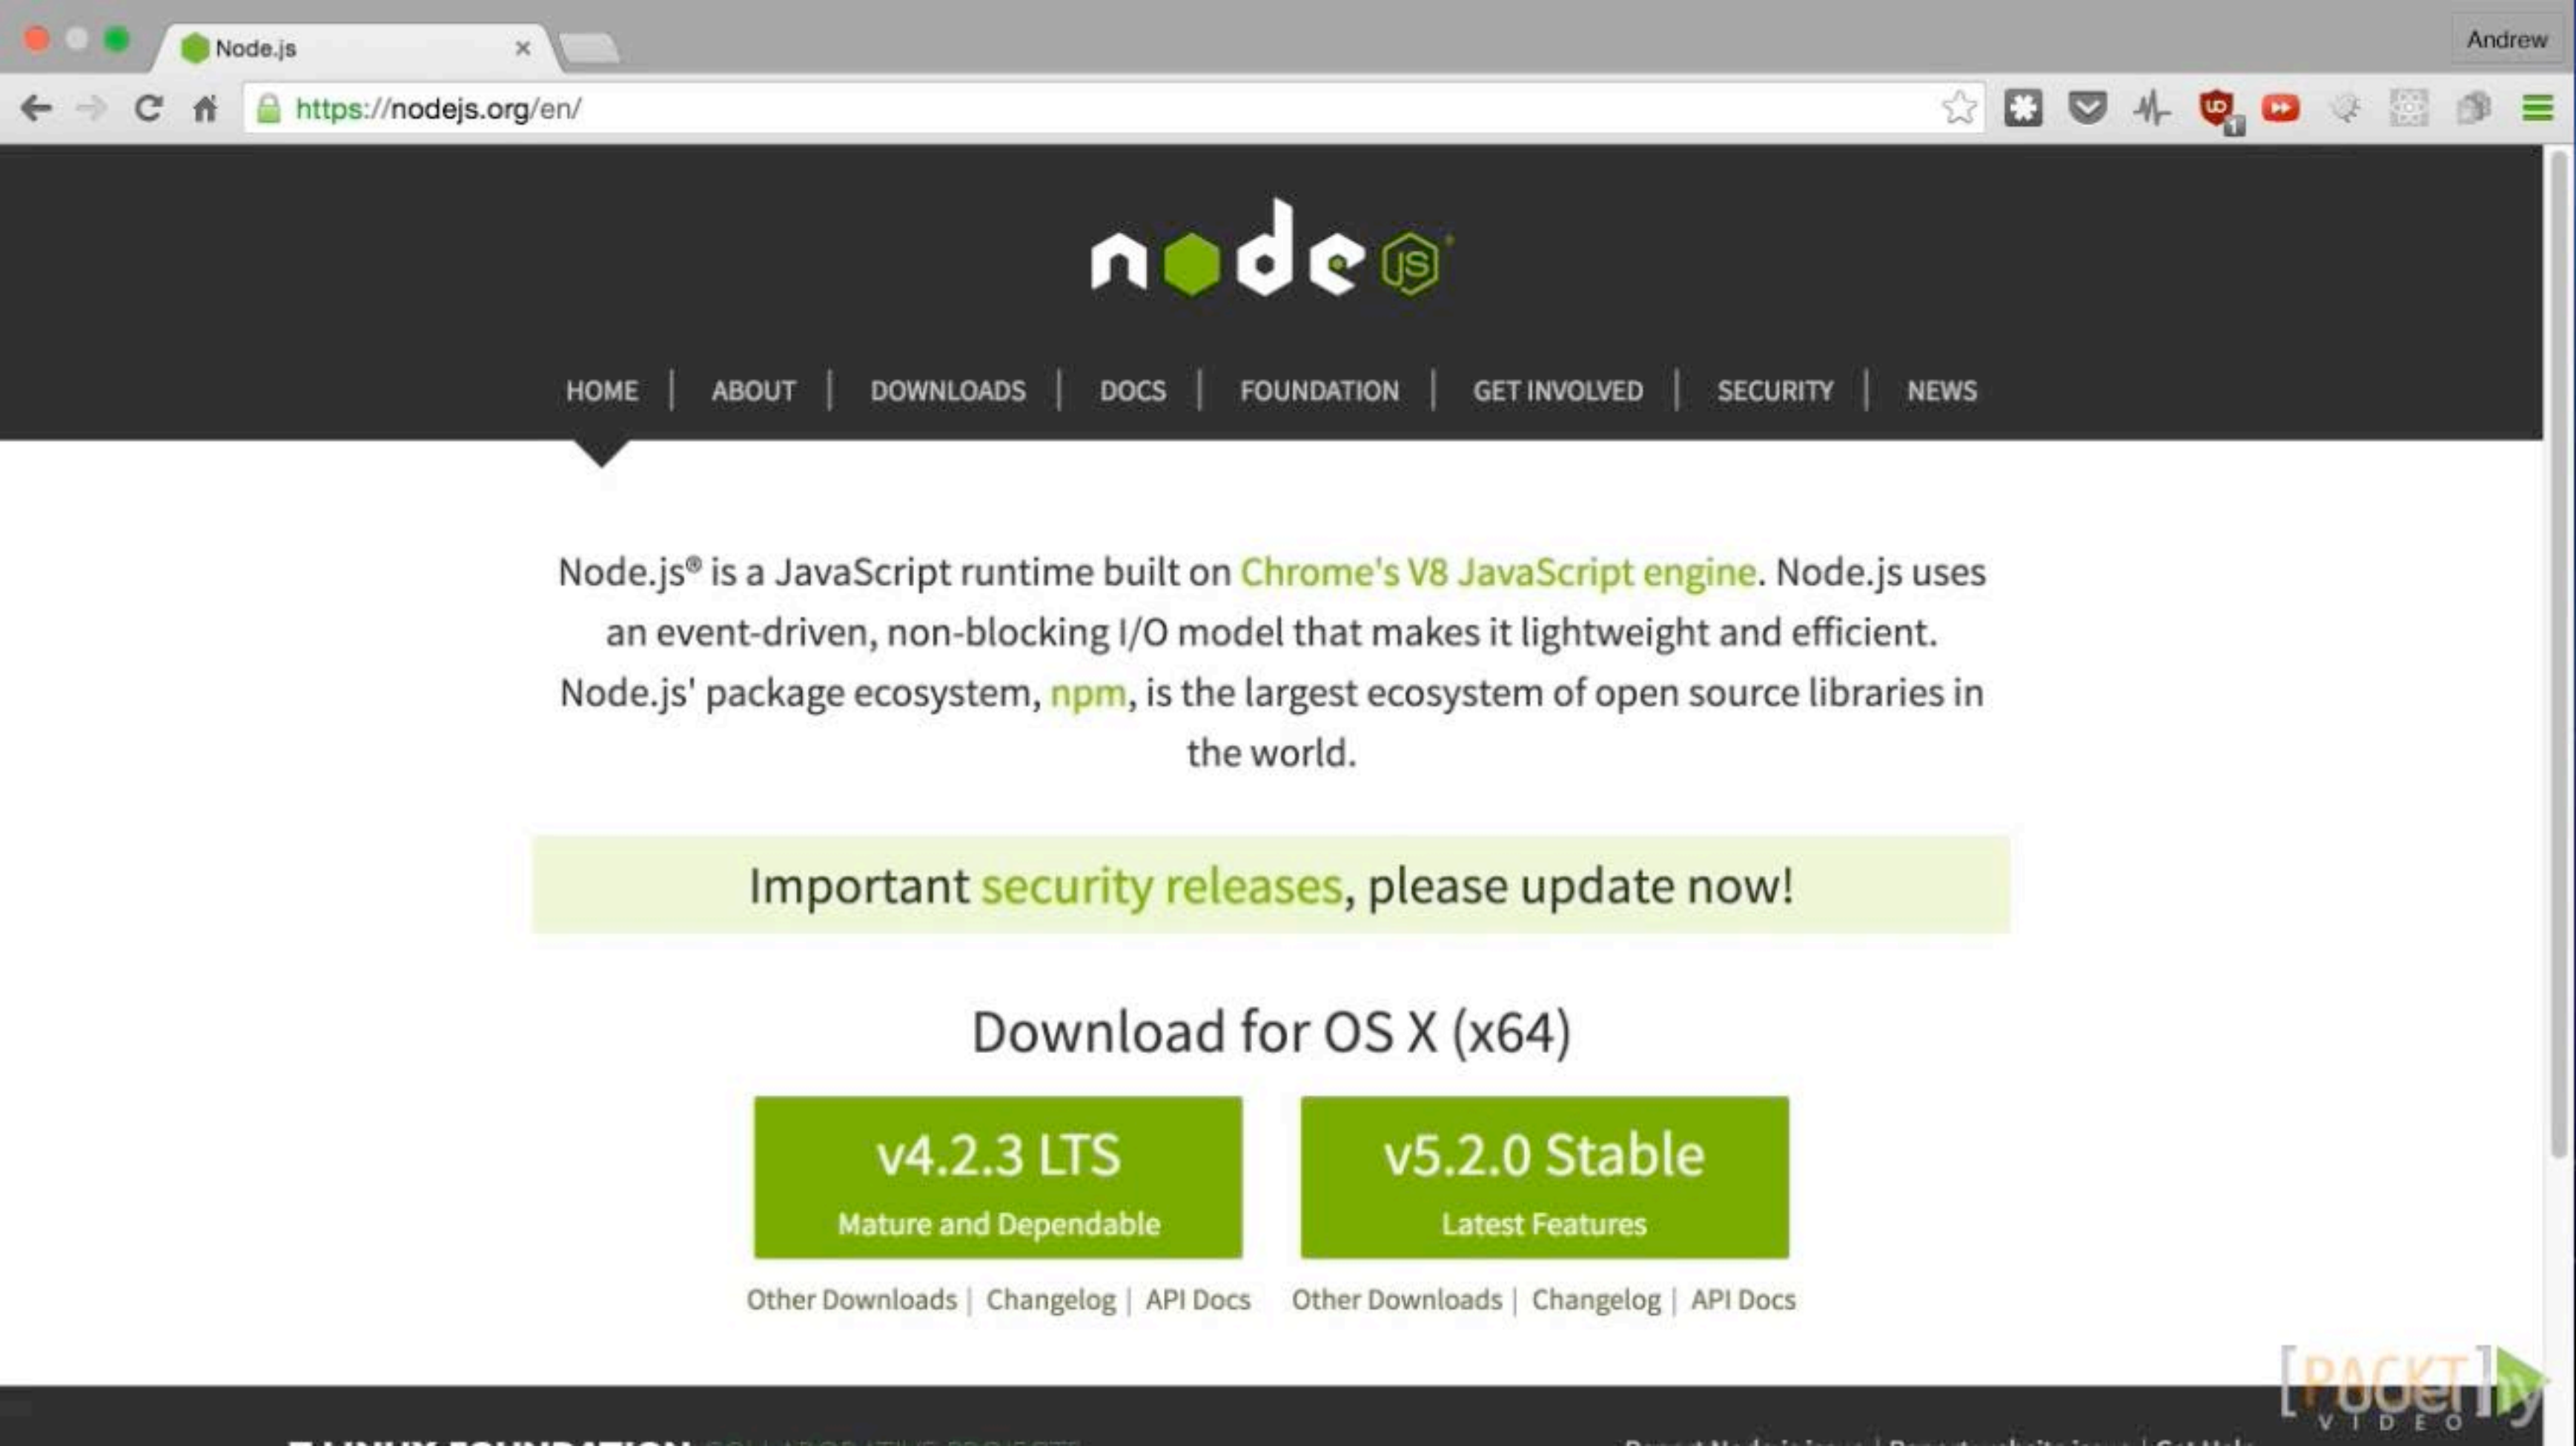 Node.js
Andrew
https://nodejs.org/en/
node JS
HOME | ABOUT | DOWNLOADS | DOCS | FOUNDATION | GET INVOLVED | SECURITY | NEWS
Node.js® is a JavaScript runtime built on Chrome's V8 JavaScript engine. Node.js uses
an event-driven, non-blocking I/O model that makes it lightweight and efficient.
Node.js' package ecosystem, npm, is the largest ecosystem of open source libraries in
the world.
Important security releases, please update now!
Download for OS X (x64)
v4.2.3 LTS
Mature and Dependable
v5.2.0 Stable
Latest Features
Other Downloads | Changelog | API Docs
Other Downloads | Changelog | API Docs
[PACKT]
VIDEO
LINUX FOUNDATION